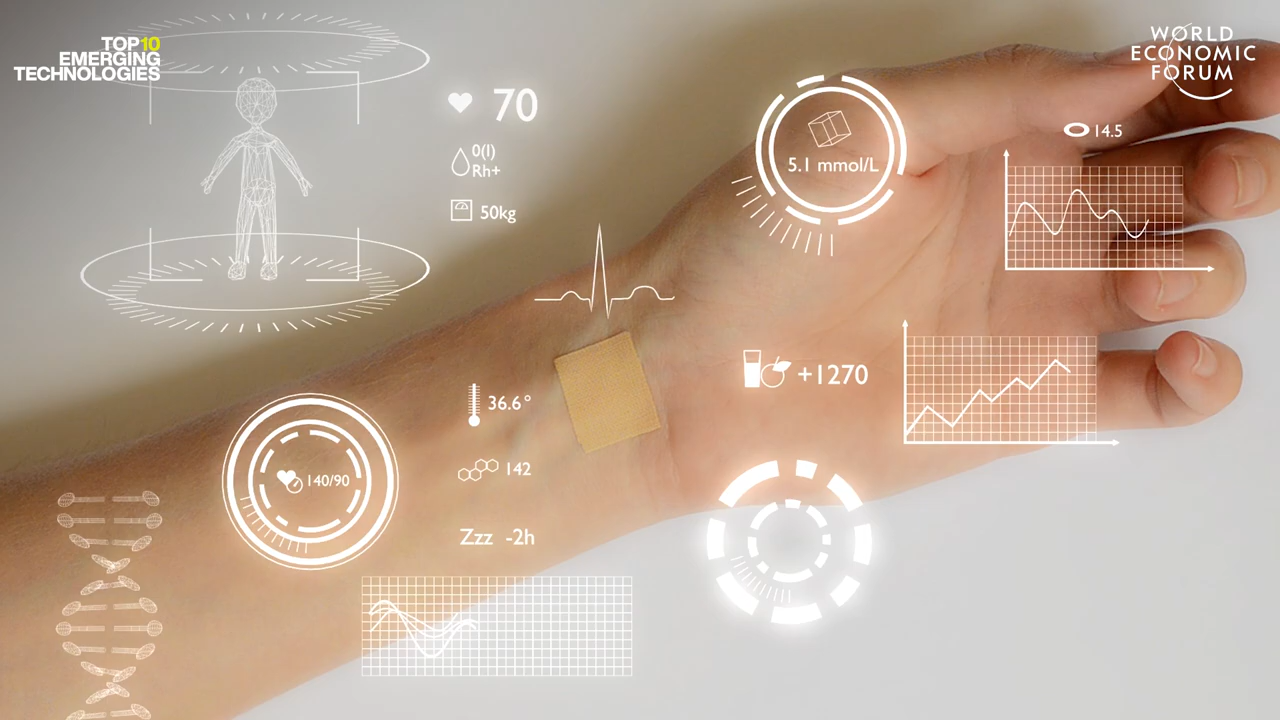 TOP10
EMERGING
TECHNOLOGIES
WORLD
ECONOMIC
FORUM
70
0(I)
Rh+
50kg
5.1 mmol/L
14.5
+1270
36.6°
140/90
142
Zzz -2h